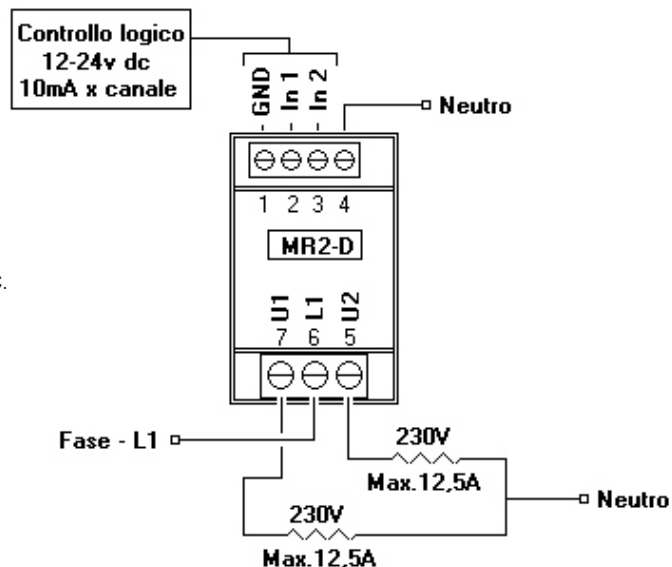 Controllo logico
12-24v dc
10mA x canale
GND
In 1
In 2
Neutro
1 2 3 4
MR2-D
U1
L1
U2
7 6 5
Fase - L1
230V
Max.12,5A
Neutro
230V
Max.12,5A